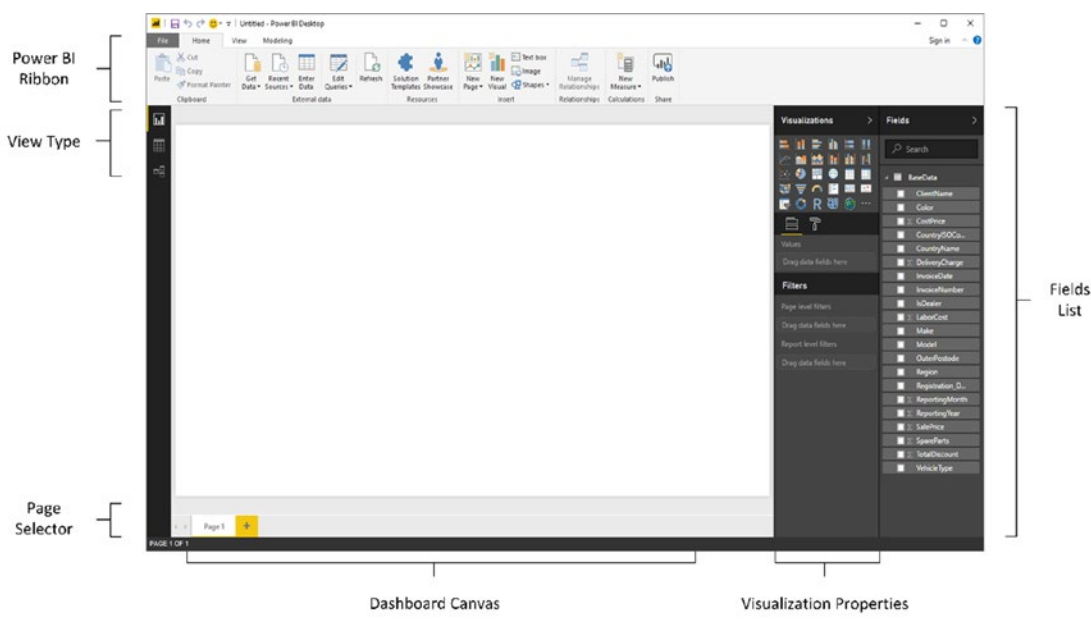 Untitled - Power BI Desktop
File Home View Modeling Sign in
Power BI
Ribbon
Paste
Cut
Copy
Format Painter
Get
Data
Recent
Sources
Enter
Data
Edit
Queries
Refresh
Solution
Templates
Partner
Showcase
New
Page
New
Visual
Text box
Image
Shapes
Manage
Relationships
New
Measure
Publish
Clipboard External data Resources Insert Relationships Calculations Share
View Type
Visualizations
R
Values
Drag data fields here
Filters
Page level filters
Drag data fields here
Report level filters
Drag data fields here
Fields
Search
BaseData
ClientName
Color
Σ CostPrice
CountryISOCo...
CountryName
Σ DeliveryCharge
InvoiceDate
InvoiceNumber
IsDealer
Σ LaborCost
Make
Model
OuterPostode
Region
Registration_D...
Σ ReportingMonth
Σ ReportingYear
Σ SalePrice
Σ SpareParts
Σ TotalDiscount
VehicleType
Fields
List
Page
Selector
Page 1 +
PAGE 1 OF 1
Dashboard Canvas
Visualization Properties